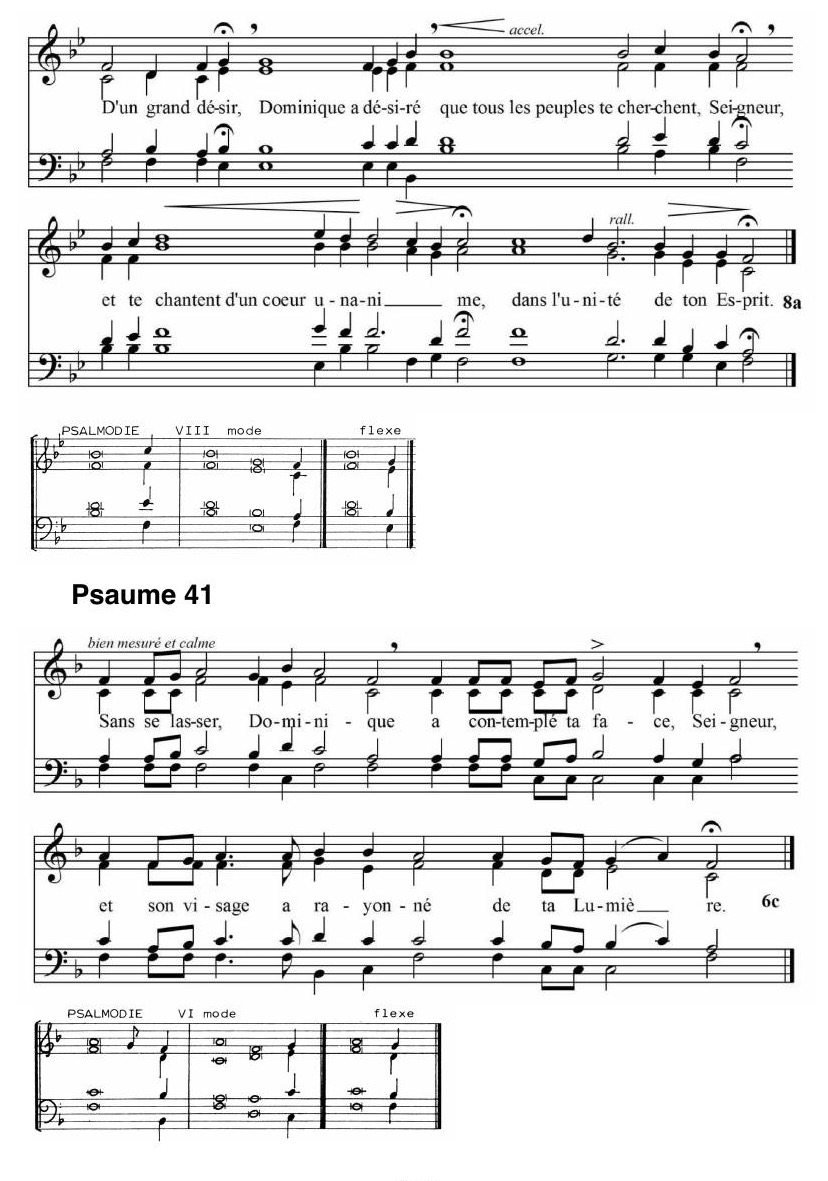 accel.
D'un grand dé-sir, Dominique a dé-si-ré que tous les peuples te cher-chent, Sei-gneur,
rall.
et te chantent d'un coeur u-na-ni____ me, dans l'u-ni-té de ton Es-prit. 8a
PSALMODIE VIII mode flexe
Psaume 41
bien mesuré et calme
Sans se las-ser, Do-mi-ni-que a con-tem-plé ta fa-ce, Sei-gneur,
et son vi-sage a ra-yon-né de ta Lu-miè____ re. 6c
PSALMODIE VI mode flexe